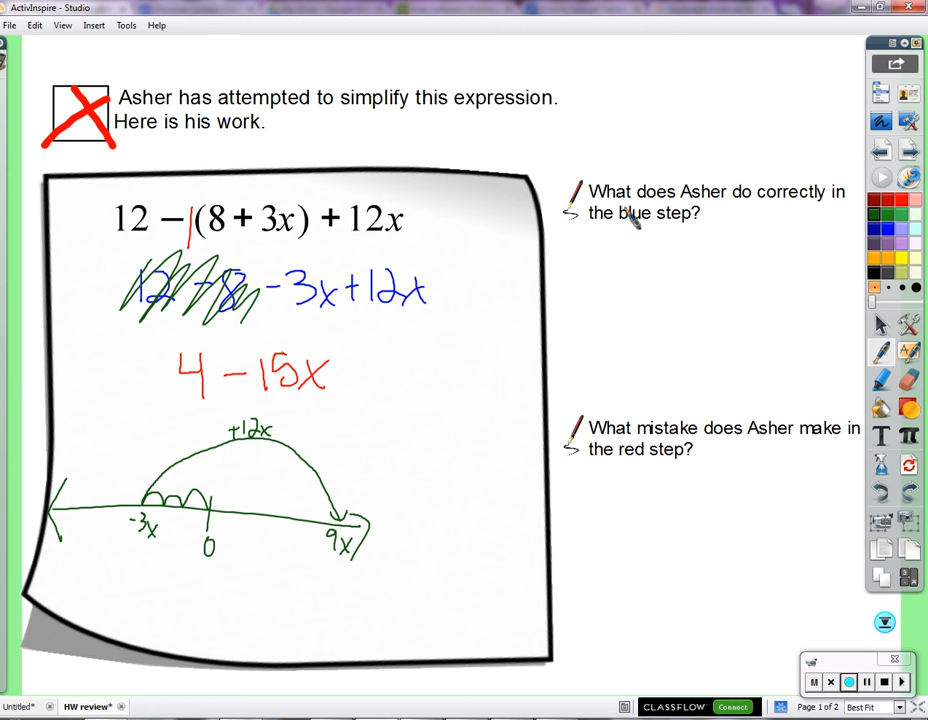 ActivInspire - Studio
File Edit View Insert Tools Help
Asher has attempted to simplify this expression.
Here is his work.
12 − (8 + 3x) + 12x
12 - 8 - 3x + 12x
4 - 15x
+12x
-3x
0
9x
What does Asher do correctly in
the blue step?
What mistake does Asher make in
the red step?
M
Untitled* HW review* CLASSFLOW Connect Page 1 of 2 Best Fit